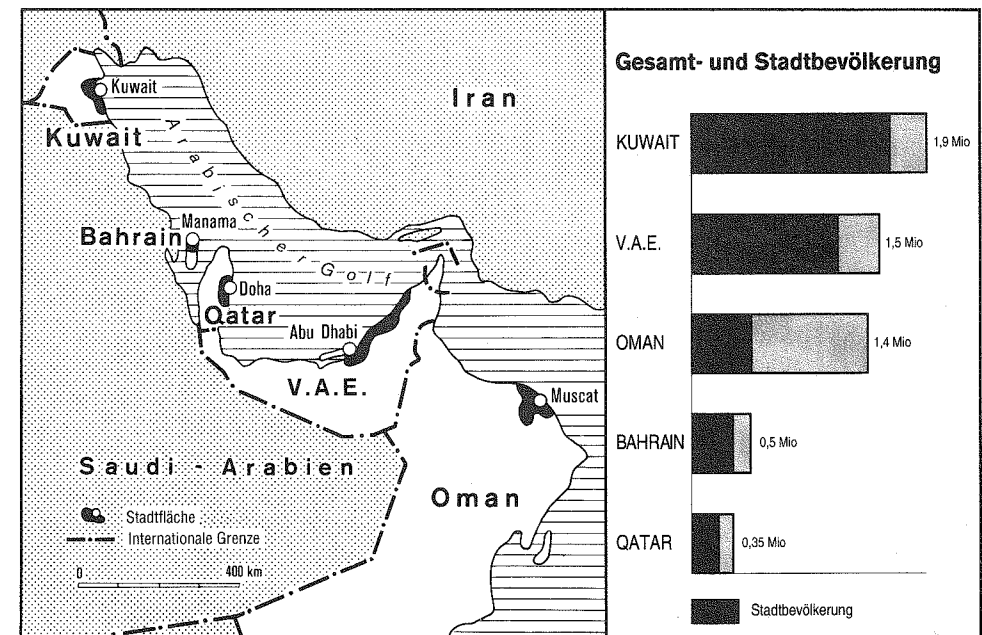 Kuwait
Kuwait
Iran
Arabischer Golf
Manama
Bahrain
Doha
Qatar
Abu Dhabi
V.A.E.
Muscat
Saudi - Arabien
Oman
Stadtfläche
Internationale Grenze
0 400 km
Gesamt- und Stadtbevölkerung
KUWAIT 1,9 Mio
V.A.E. 1,5 Mio
OMAN 1,4 Mio
BAHRAIN 0,5 Mio
QATAR 0,35 Mio
Stadtbevölkerung